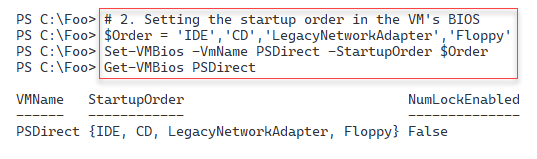 PS C:\Foo> # 2. Setting the startup order in the VM's BIOS
PS C:\Foo> $Order = 'IDE','CD','LegacyNetworkAdapter','Floppy'
PS C:\Foo> Set-VMBios -VmName PSDirect -StartupOrder $Order
PS C:\Foo> Get-VMBios PSDirect
VMName   StartupOrder                            NumLockEnabled
------   ------------                            --------------
PSDirect {IDE, CD, LegacyNetworkAdapter, Floppy} False